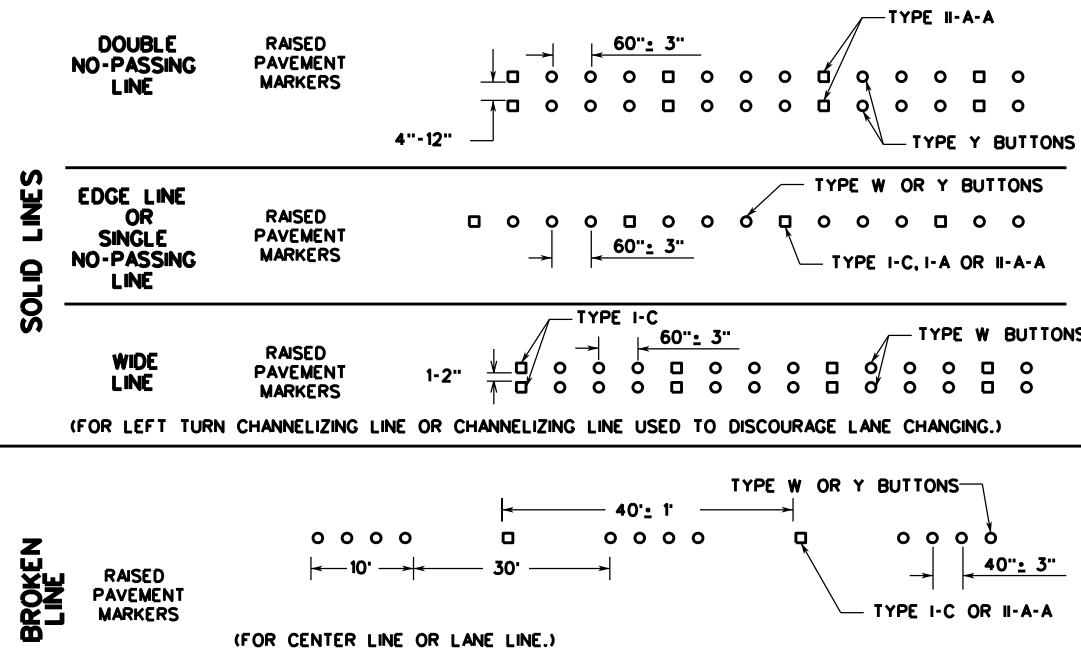 SOLID LINES
DOUBLE
NO-PASSING
LINE
RAISED
PAVEMENT
MARKERS
60"± 3"
TYPE II-A-A
4"-12"
TYPE Y BUTTONS
EDGE LINE
OR
SINGLE
NO-PASSING
LINE
RAISED
PAVEMENT
MARKERS
TYPE W OR Y BUTTONS
60"± 3"
TYPE I-C, I-A OR II-A-A
WIDE
LINE
RAISED
PAVEMENT
MARKERS
TYPE I-C
60"± 3"
TYPE W BUTTONS
1-2"
(FOR LEFT TURN CHANNELIZING LINE OR CHANNELIZING LINE USED TO DISCOURAGE LANE CHANGING.)
BROKEN
LINE
RAISED
PAVEMENT
MARKERS
TYPE W OR Y BUTTONS
40'± 1'
10'
30'
40"± 3"
TYPE I-C OR II-A-A
(FOR CENTER LINE OR LANE LINE.)